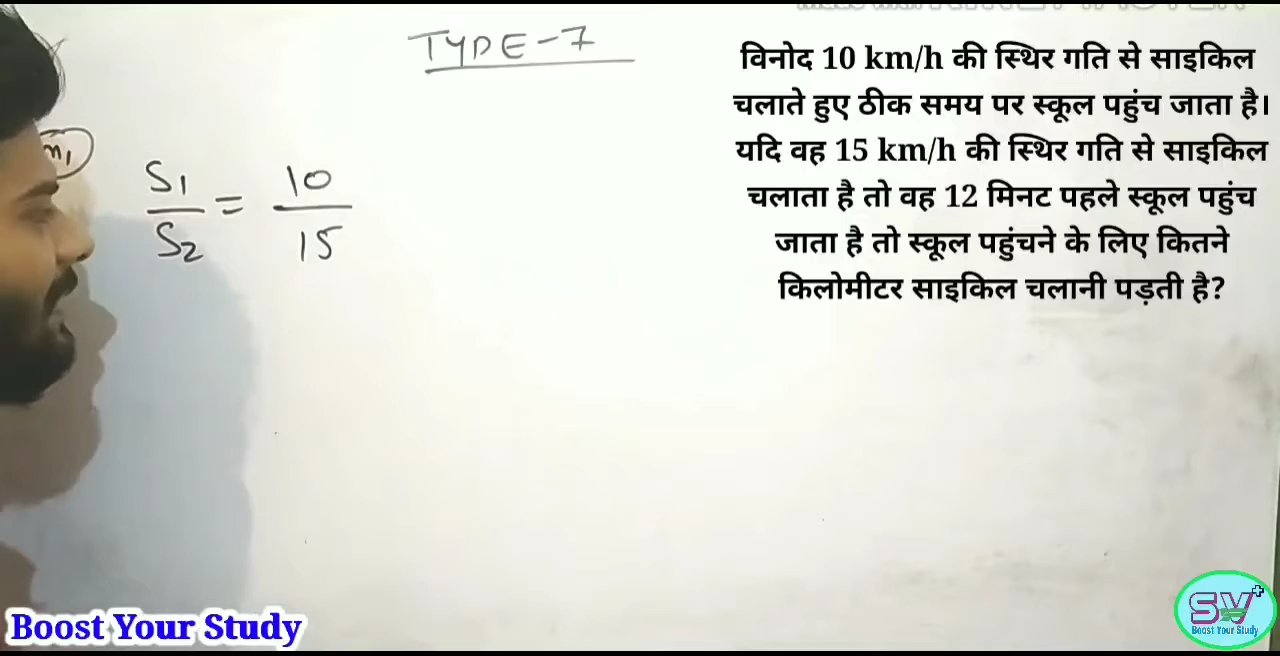 TYPE-7
विनोद 10 km/h की स्थिर गति से साइकिल
चलाते हुए ठीक समय पर स्कूल पहुंच जाता है।
यदि वह 15 km/h की स्थिर गति से साइकिल
चलाता है तो वह 12 मिनट पहले स्कूल पहुंच
जाता है तो स्कूल पहुंचने के लिए कितने
किलोमीटर साइकिल चलानी पड़ती है?
S₁/S₂ = 10/15
Boost Your Study
SV+
Boost Your Study